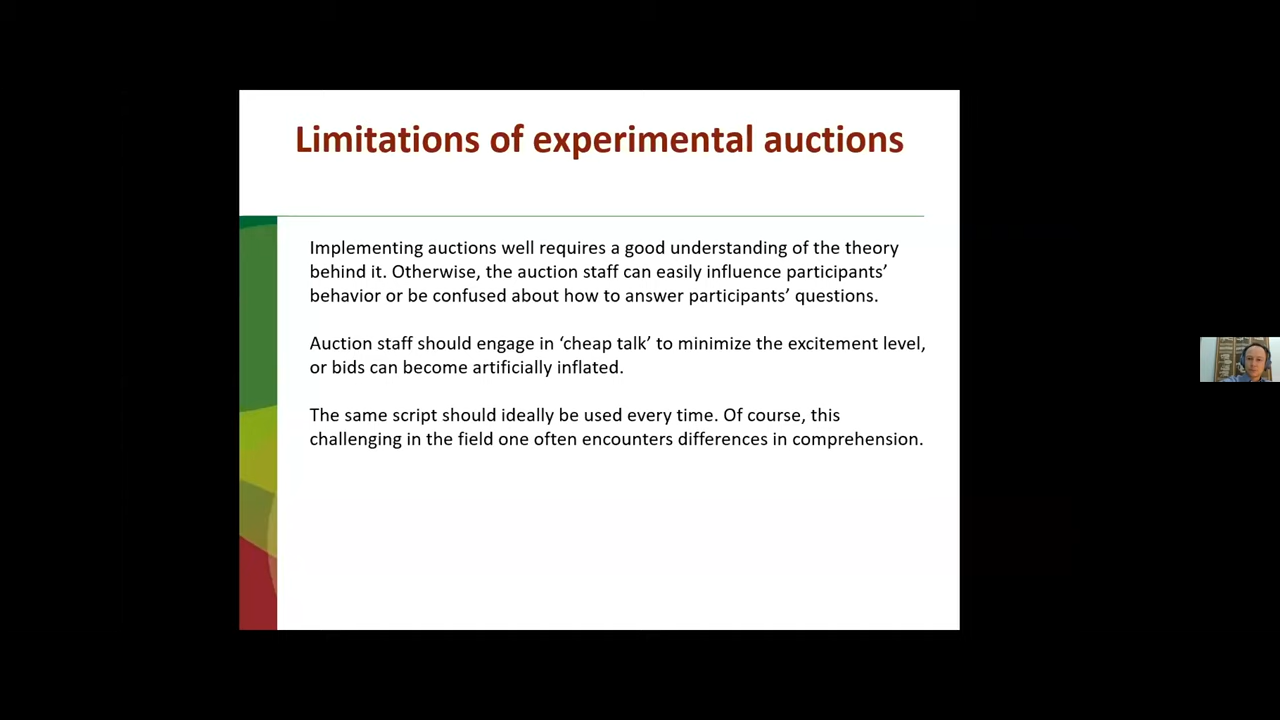 Limitations of experimental auctions
Implementing auctions well requires a good understanding of the theory
behind it. Otherwise, the auction staff can easily influence participants’
behavior or be confused about how to answer participants’ questions.
Auction staff should engage in ‘cheap talk’ to minimize the excitement level,
or bids can become artificially inflated.
The same script should ideally be used every time. Of course, this
challenging in the field one often encounters differences in comprehension.